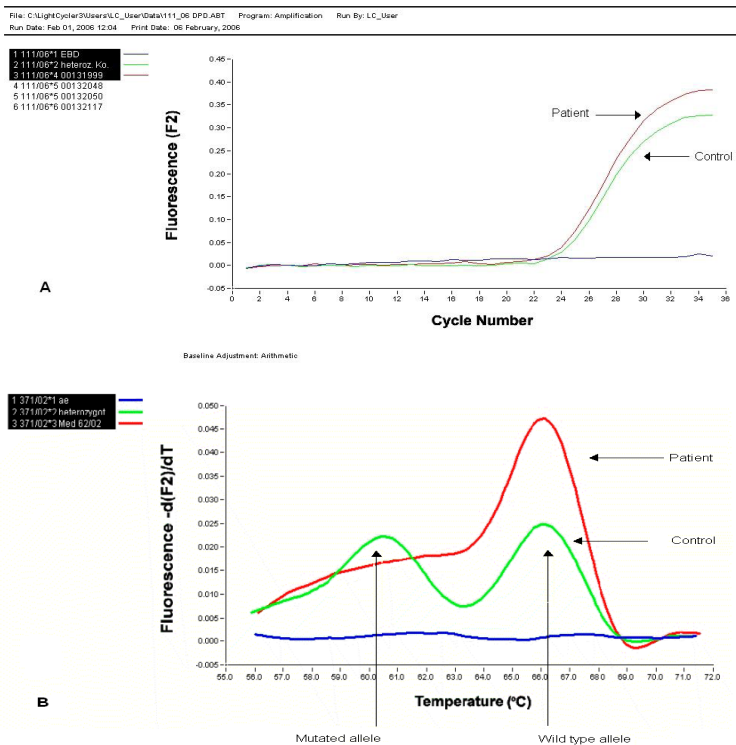 File: C:\LightCycler3\Users\LC_User\Data\111_06 DPD.ABT Program: Amplification Run By: LC_User
Run Date: Feb 01, 2006 12:04 Print Date: 06 February, 2006
1 111/06*1 EBD
2 111/06*2 heteroz. Ko.
3 111/06*4 00131999
4 111/06*5 00132048
5 111/06*5 00132050
6 111/06*6 00132117
Fluorescence (F2)
0.45
0.40
0.35
0.30
0.25
0.20
0.15
0.10
0.05
0.00
-0.05
Patient
Control
0 2 4 6 8 10 12 14 16 18 20 22 24 26 28 30 32 34 36
A
Cycle Number
Baseline Adjustment: Arithmetic
1 371/02*1 ae
2 371/02*2 heterozygot
3 371/02*3 Med 62/02
Fluorescence -d(F2)/dT
0.050
0.045
0.040
0.035
0.030
0.025
0.020
0.015
0.010
0.005
0.000
-0.005
Patient
Control
55.0 56.0 58.0 59.0 60.0 61.0 62.0 63.0 64.0 65.0 66.0 67.0 68.0 69.0 70.0 71.0 72.0
B
Temperature (ºC)
Mutated allele
Wild type allele